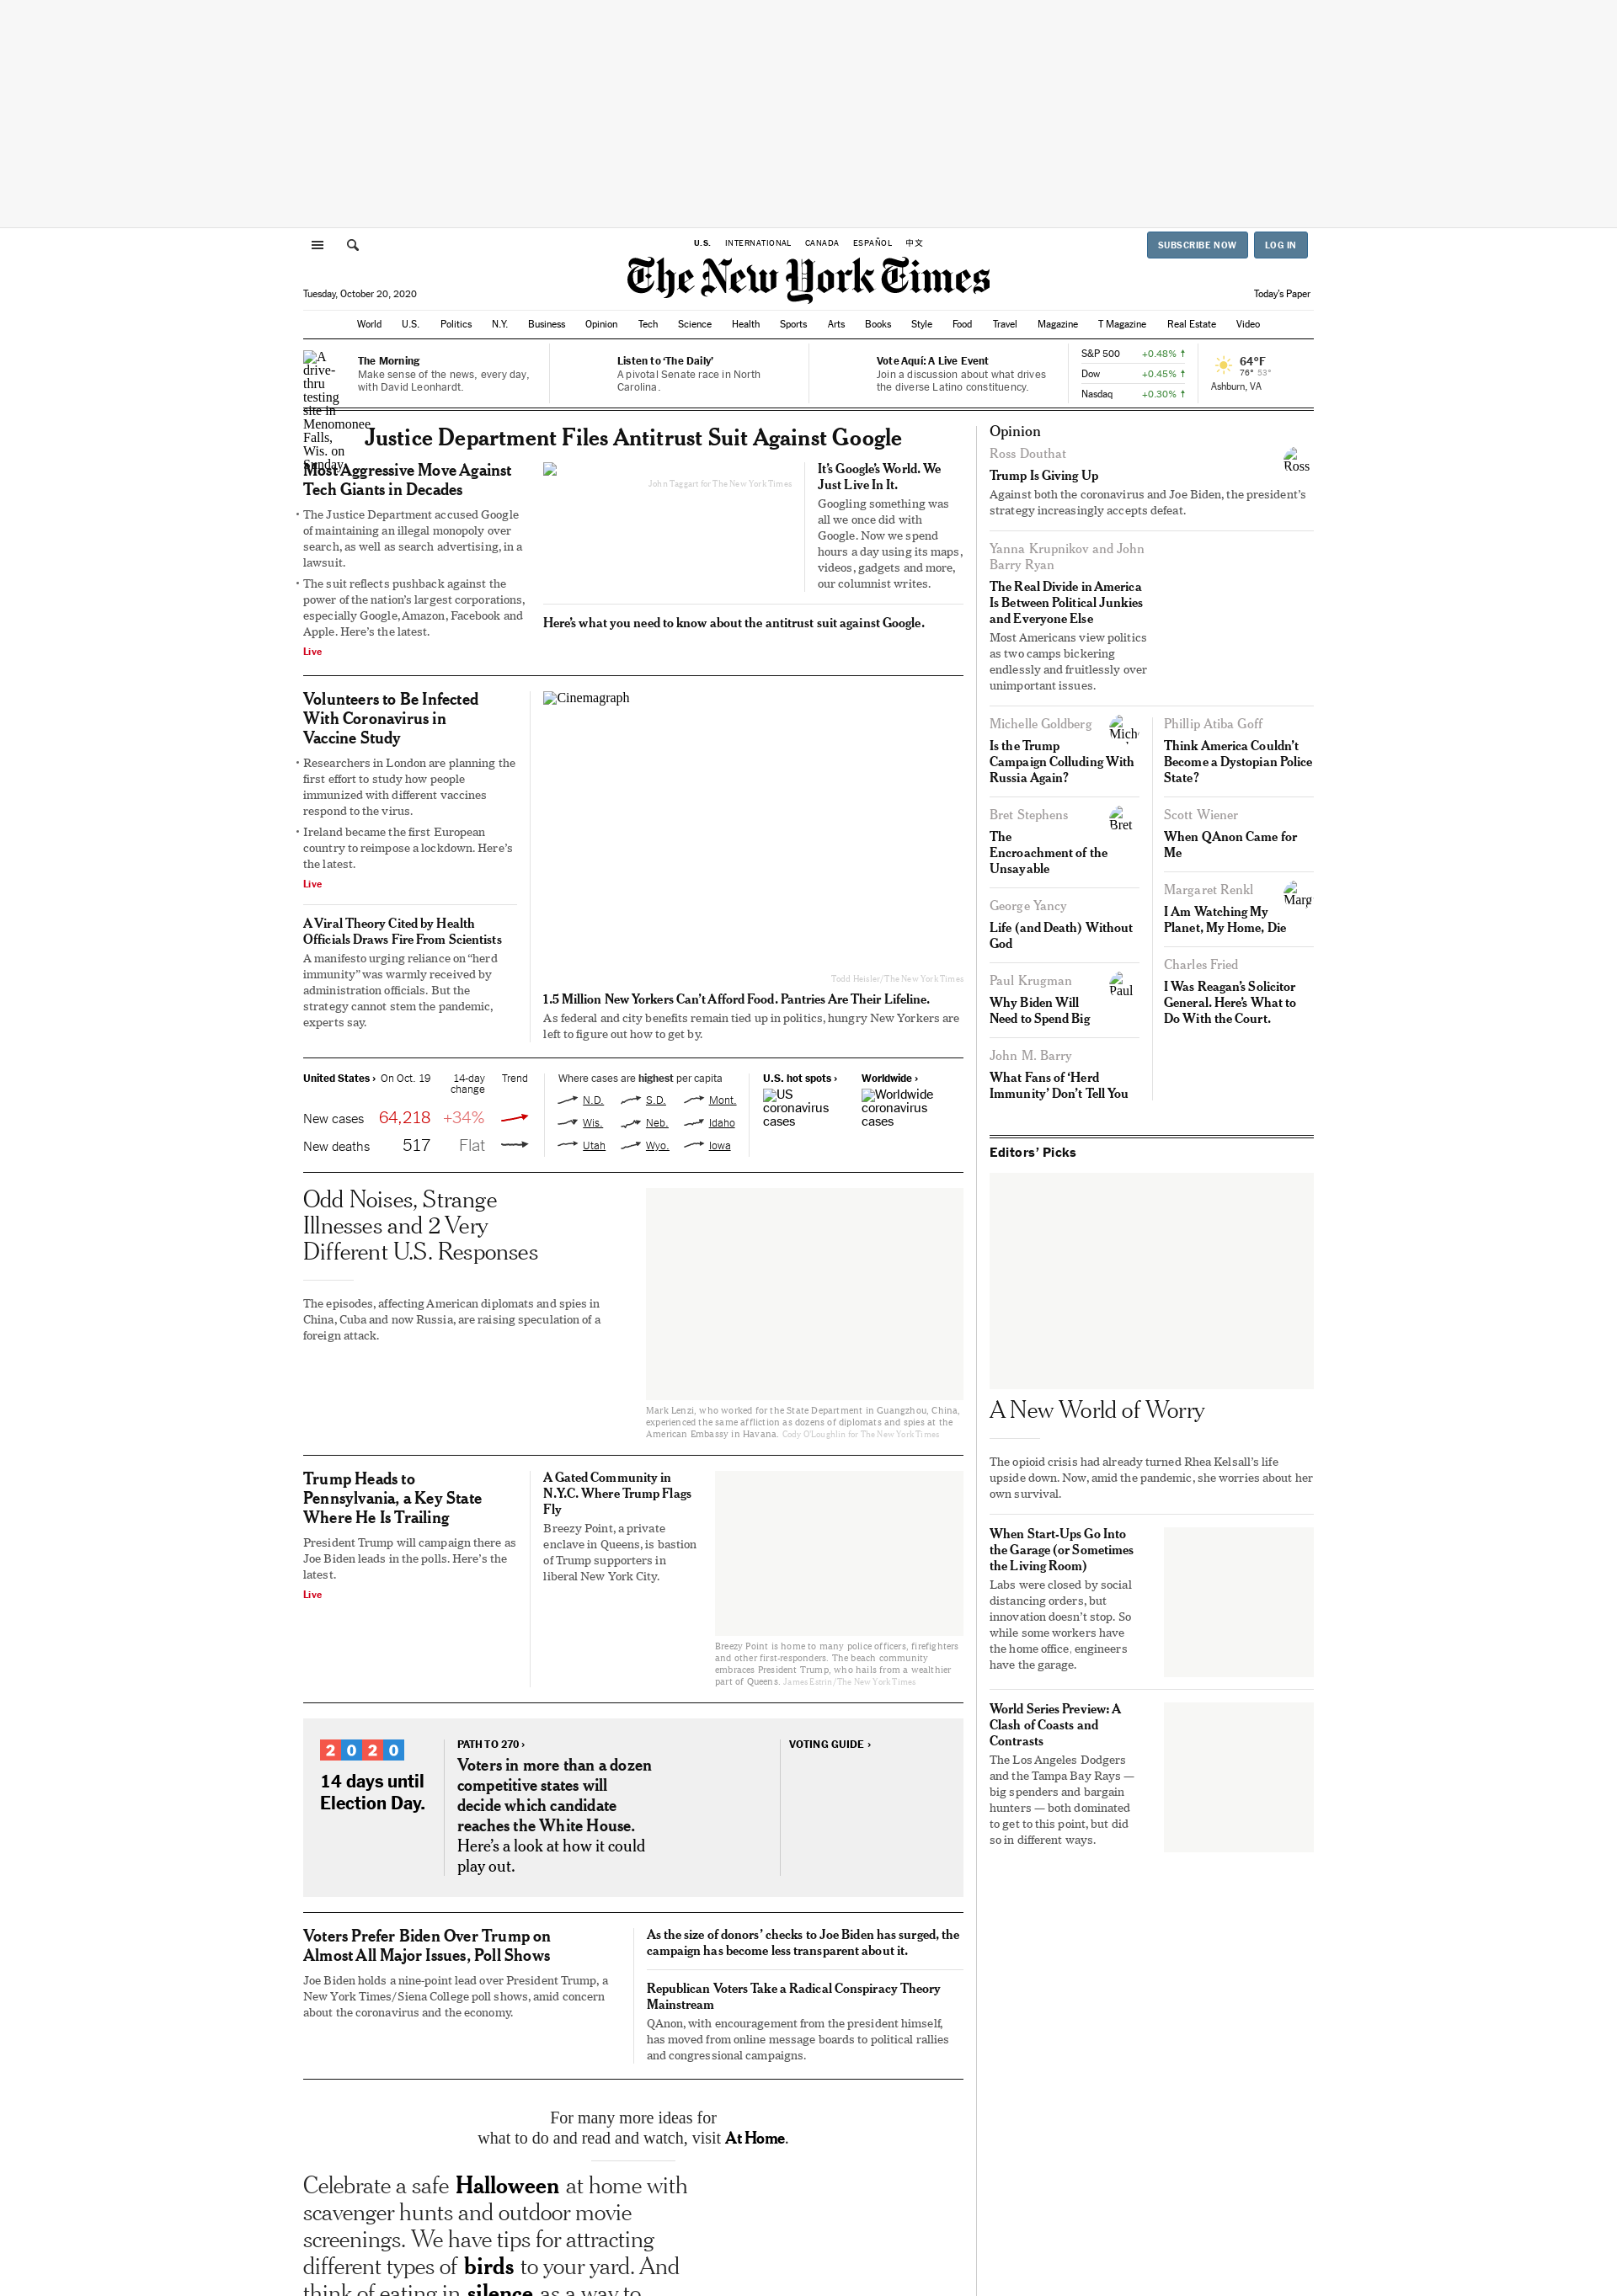 U.S. INTERNATIONAL CANADA ESPAÑOL 中文
SUBSCRIBE NOW LOG IN
The New York Times
Tuesday, October 20, 2020
Today's Paper
World U.S. Politics N.Y. Business Opinion Tech Science Health Sports Arts Books Style Food Travel Magazine T Magazine Real Estate Video
A
drive-
thru
testing
site in
Menomonee
Falls,
Wis. on
Sunday.
The Morning
Make sense of the news, every day,
with David Leonhardt.
Listen to ‘The Daily’
A pivotal Senate race in North
Carolina.
Vote Aquí: A Live Event
Join a discussion about what drives
the diverse Latino constituency.
S&P 500 +0.48% ↑
Dow +0.45% ↑
Nasdaq +0.30% ↑
64°F
76° 53°
Ashburn, VA
Justice Department Files Antitrust Suit Against Google
Most Aggressive Move Against
Tech Giants in Decades
• The Justice Department accused Google
of maintaining an illegal monopoly over
search, as well as search advertising, in a
lawsuit.
• The suit reflects pushback against the
power of the nation’s largest corporations,
especially Google, Amazon, Facebook and
Apple. Here’s the latest.
Live
John Taggart for The New York Times
It’s Google’s World. We
Just Live In It.
Googling something was
all we once did with
Google. Now we spend
hours a day using its maps,
videos, gadgets and more,
our columnist writes.
Here’s what you need to know about the antitrust suit against Google.
Volunteers to Be Infected
With Coronavirus in
Vaccine Study
• Researchers in London are planning the
first effort to study how people
immunized with different vaccines
respond to the virus.
• Ireland became the first European
country to reimpose a lockdown. Here’s
the latest.
Live
A Viral Theory Cited by Health
Officials Draws Fire From Scientists
A manifesto urging reliance on “herd
immunity” was warmly received by
administration officials. But the
strategy cannot stem the pandemic,
experts say.
Cinemagraph
Todd Heisler/The New York Times
1.5 Million New Yorkers Can’t Afford Food. Pantries Are Their Lifeline.
As federal and city benefits remain tied up in politics, hungry New Yorkers are
left to figure out how to get by.
United States › On Oct. 19 14-day
change Trend
New cases 64,218 +34%
New deaths 517 Flat
Where cases are highest per capita
N.D. S.D. Mont.
Wis. Neb. Idaho
Utah Wyo. Iowa
U.S. hot spots ›
US
coronavirus
cases
Worldwide ›
Worldwide
coronavirus
cases
Odd Noises, Strange
Illnesses and 2 Very
Different U.S. Responses
The episodes, affecting American diplomats and spies in
China, Cuba and now Russia, are raising speculation of a
foreign attack.
Mark Lenzi, who worked for the State Department in Guangzhou, China,
experienced the same affliction as dozens of diplomats and spies at the
American Embassy in Havana. Cody O’Loughlin for The New York Times
Trump Heads to
Pennsylvania, a Key State
Where He Is Trailing
President Trump will campaign there as
Joe Biden leads in the polls. Here’s the
latest.
Live
A Gated Community in
N.Y.C. Where Trump Flags
Fly
Breezy Point, a private
enclave in Queens, is bastion
of Trump supporters in
liberal New York City.
Breezy Point is home to many police officers, firefighters
and other first-responders. The beach community
embraces President Trump, who hails from a wealthier
part of Queens. James Estrin/The New York Times
2020
14 days until
Election Day.
PATH TO 270 ›
Voters in more than a dozen
competitive states will
decide which candidate
reaches the White House.
Here’s a look at how it could
play out.
VOTING GUIDE ›
Voters Prefer Biden Over Trump on
Almost All Major Issues, Poll Shows
Joe Biden holds a nine-point lead over President Trump, a
New York Times/Siena College poll shows, amid concern
about the coronavirus and the economy.
As the size of donors’ checks to Joe Biden has surged, the
campaign has become less transparent about it.
Republican Voters Take a Radical Conspiracy Theory
Mainstream
QAnon, with encouragement from the president himself,
has moved from online message boards to political rallies
and congressional campaigns.
For many more ideas for
what to do and read and watch, visit At Home.
Celebrate a safe Halloween at home with
scavenger hunts and outdoor movie
screenings. We have tips for attracting
different types of birds to your yard. And
think of eating in silence as a way to
Opinion
Ross Douthat
Ross
Trump Is Giving Up
Against both the coronavirus and Joe Biden, the president’s
strategy increasingly accepts defeat.
Yanna Krupnikov and John
Barry Ryan
The Real Divide in America
Is Between Political Junkies
and Everyone Else
Most Americans view politics
as two camps bickering
endlessly and fruitlessly over
unimportant issues.
Michelle Goldberg
Is the Trump
Campaign Colluding With
Russia Again?
Bret Stephens
Bret
The
Encroachment of the
Unsayable
George Yancy
Life (and Death) Without
God
Paul Krugman
Paul
Why Biden Will
Need to Spend Big
John M. Barry
What Fans of ‘Herd
Immunity’ Don’t Tell You
Phillip Atiba Goff
Think America Couldn’t
Become a Dystopian Police
State?
Scott Wiener
When QAnon Came for
Me
Margaret Renkl
I Am Watching My
Planet, My Home, Die
Charles Fried
I Was Reagan’s Solicitor
General. Here’s What to
Do With the Court.
Editors’ Picks
A New World of Worry
The opioid crisis had already turned Rhea Kelsall’s life
upside down. Now, amid the pandemic, she worries about her
own survival.
When Start-Ups Go Into
the Garage (or Sometimes
the Living Room)
Labs were closed by social
distancing orders, but
innovation doesn’t stop. So
while some workers have
the home office, engineers
have the garage.
World Series Preview: A
Clash of Coasts and
Contrasts
The Los Angeles Dodgers
and the Tampa Bay Rays —
big spenders and bargain
hunters — both dominated
to get to this point, but did
so in different ways.